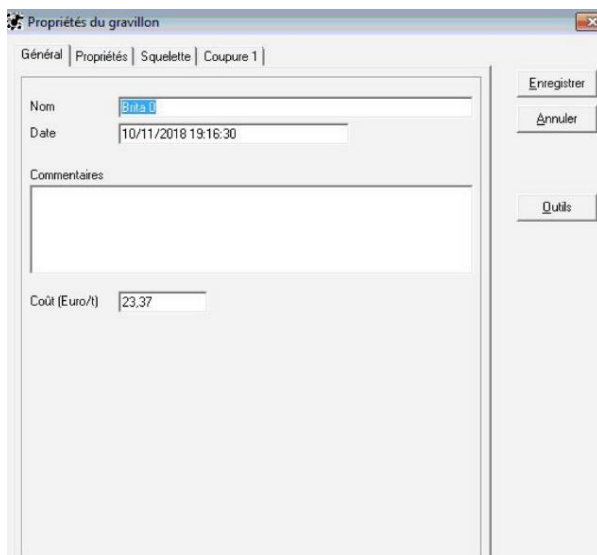 Propriétés du gravillon
Général Propriétés Squelette Coupure 1
Enregistrer
Nom Brita 0
Annuler
Date 10/11/2018 19:16:30
Commentaires
Outils
Coût (Euro/t) 23,37